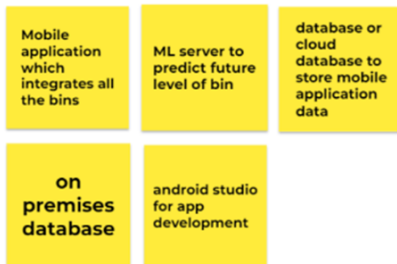 Mobile
application
which
integrates all
the bins
ML server to
predict future
level of bin
database or
cloud
database to
store mobile
application
data
on
premises
database
android studio
for app
development